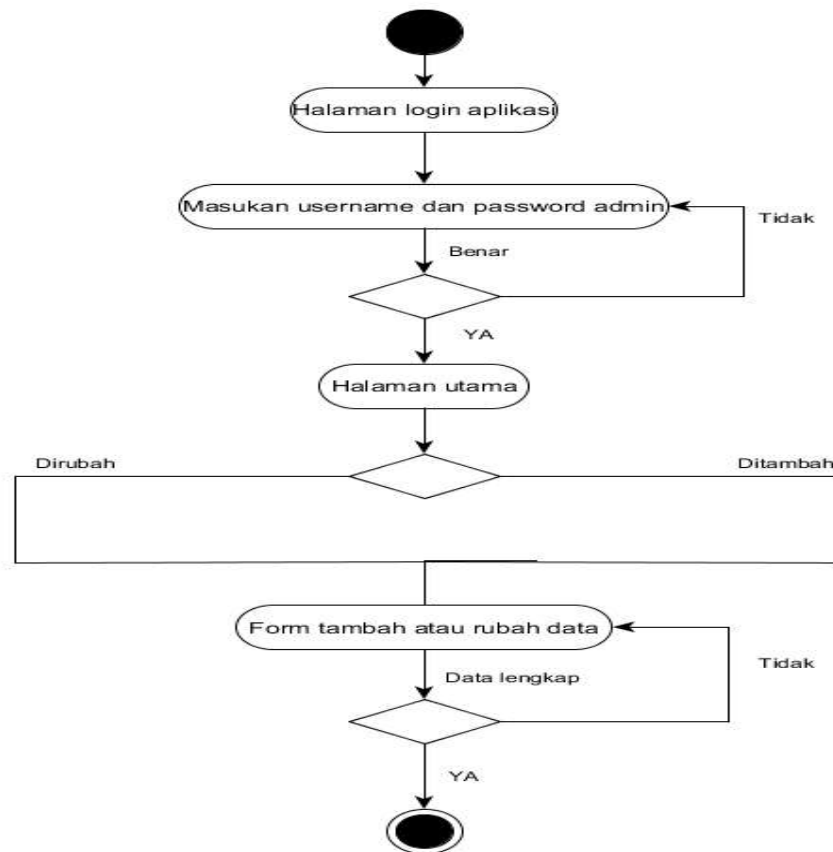 Halaman login aplikasi
Masukan username dan password admin
Tidak
Benar
YA
Halaman utama
Dirubah
Ditambah
Form tambah atau rubah data
Tidak
Data lengkap
YA